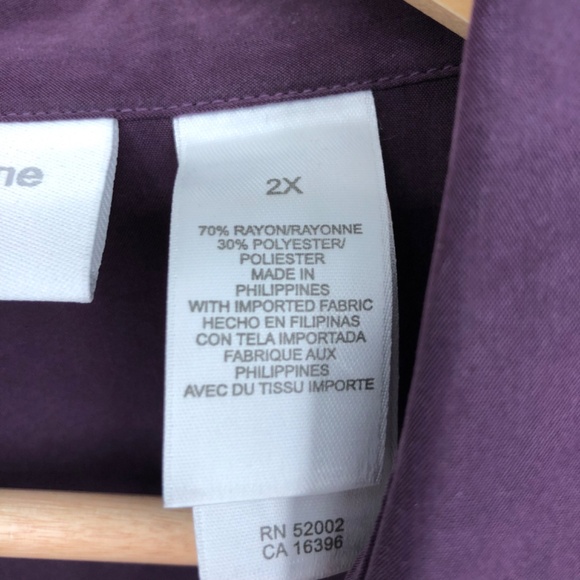 2X
70% RAYON/RAYONNE
30% POLYESTER/
POLIESTER
MADE IN
PHILIPPINES
WITH IMPORTED FABRIC
HECHO EN FILIPINAS
CON TELA IMPORTADA
FABRIQUE AUX
PHILIPPINES
AVEC DU TISSU IMPORTE
RN 52002
CA 16396